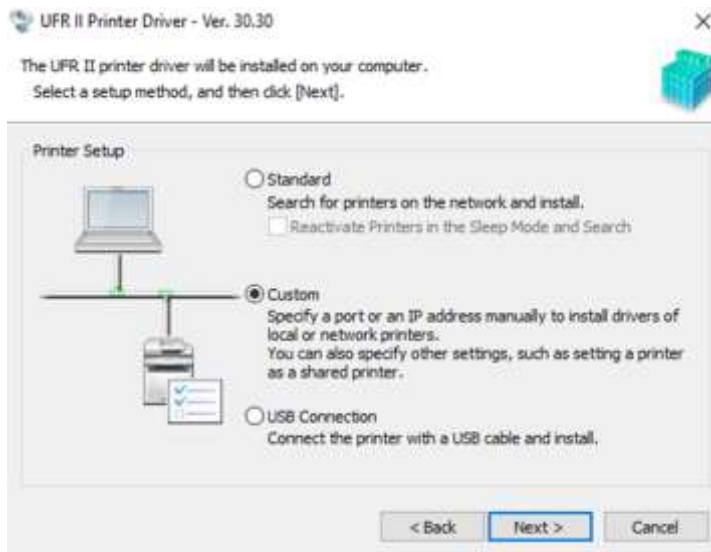 UFR II Printer Driver - Ver. 30.30
The UFR II printer driver will be installed on your computer.
Select a setup method, and then click [Next].
Printer Setup
Standard
Search for printers on the network and install.
Reactivate Printers in the Sleep Mode and Search
Custom
Specify a port or an IP address manually to install drivers of
local or network printers.
You can also specify other settings, such as setting a printer
as a shared printer.
USB Connection
Connect the printer with a USB cable and install.
< Back
Next >
Cancel